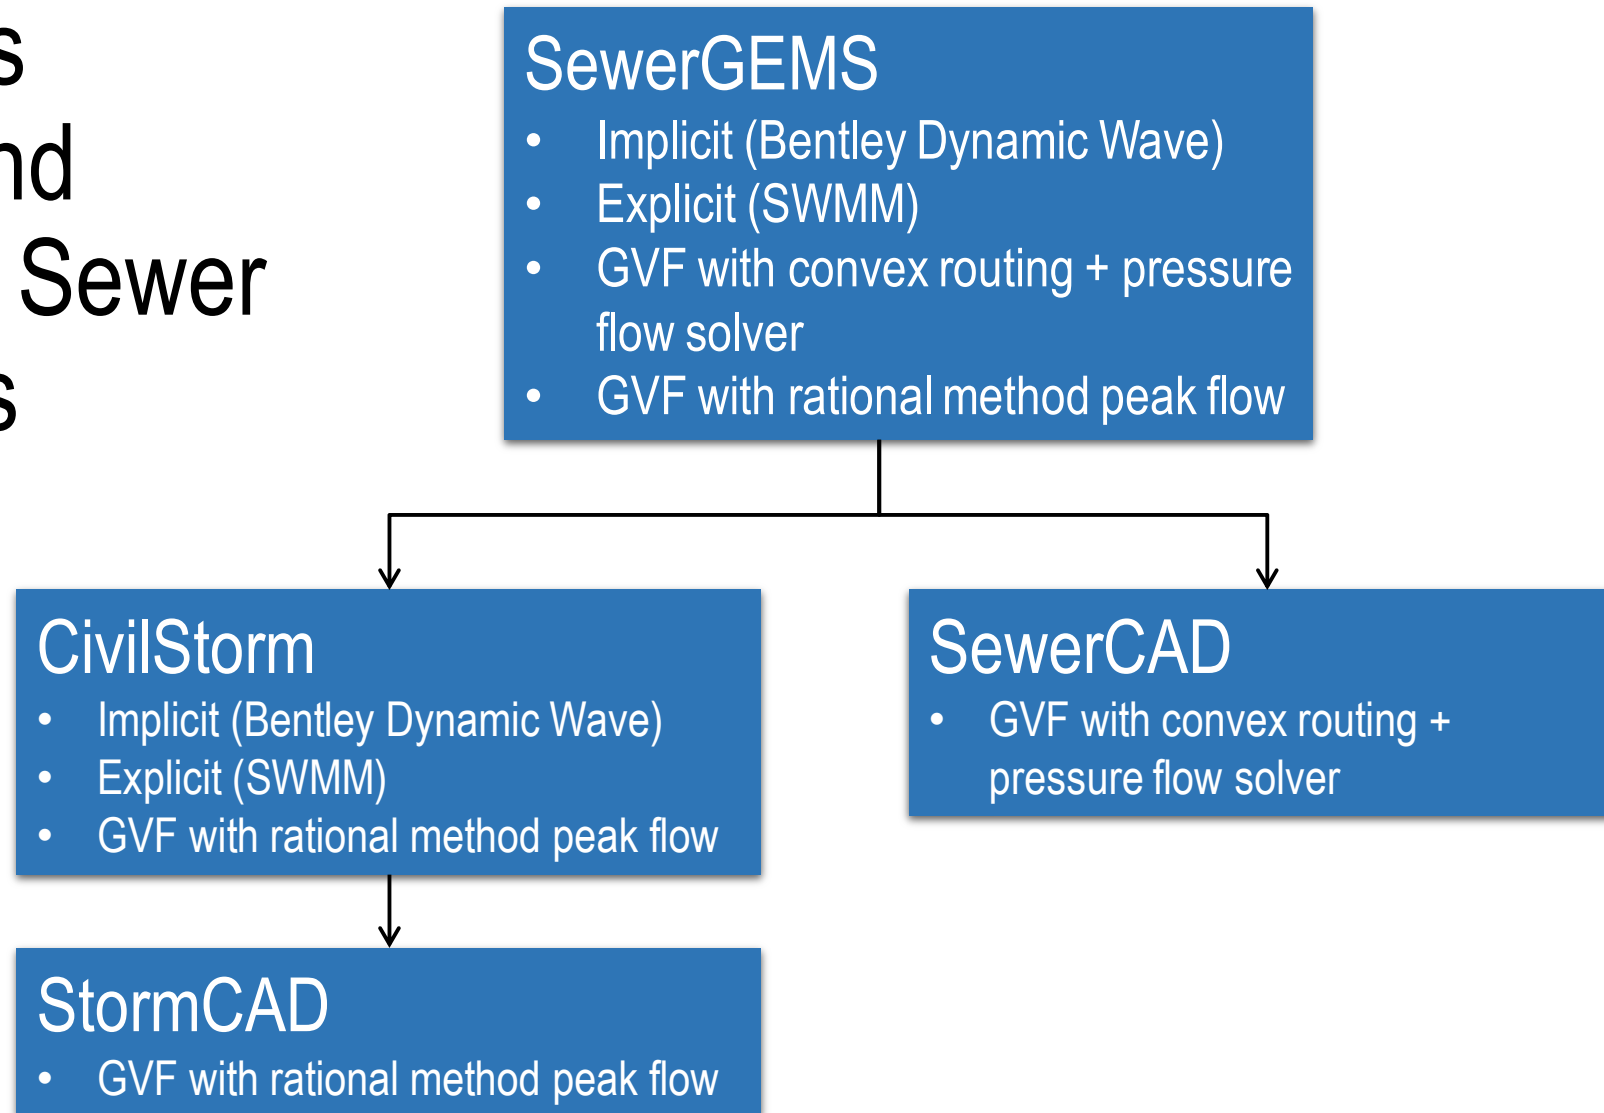 Sewer
SewerGEMS
• Implicit (Bentley Dynamic Wave)
• Explicit (SWMM)
• GVF with convex routing + pressure
flow solver
• GVF with rational method peak flow
CivilStorm
• Implicit (Bentley Dynamic Wave)
• Explicit (SWMM)
• GVF with rational method peak flow
SewerCAD
• GVF with convex routing +
pressure flow solver
StormCAD
• GVF with rational method peak flow